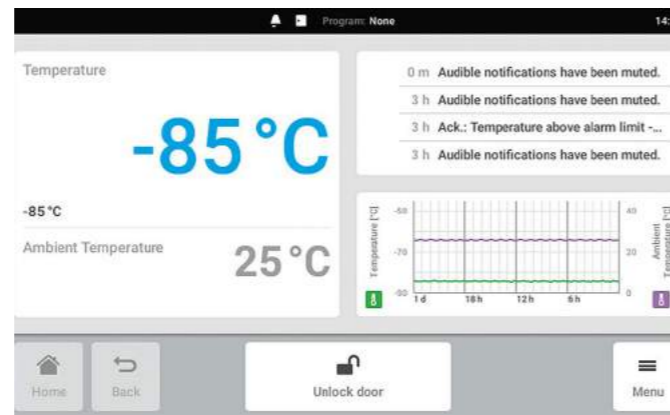 Program: None
14:
Temperature
-85 °C
-85 °C
Ambient Temperature
25 °C
0 m Audible notifications have been muted.
3 h Audible notifications have been muted.
3 h Ack.: Temperature above alarm limit -...
3 h Audible notifications have been muted.
Temperature [°C]
-50
-70
-90
1 d
18 h
12 h
6 h
40
20
0
Ambient
Temperature [°C]
Home
Back
Unlock door
Menu